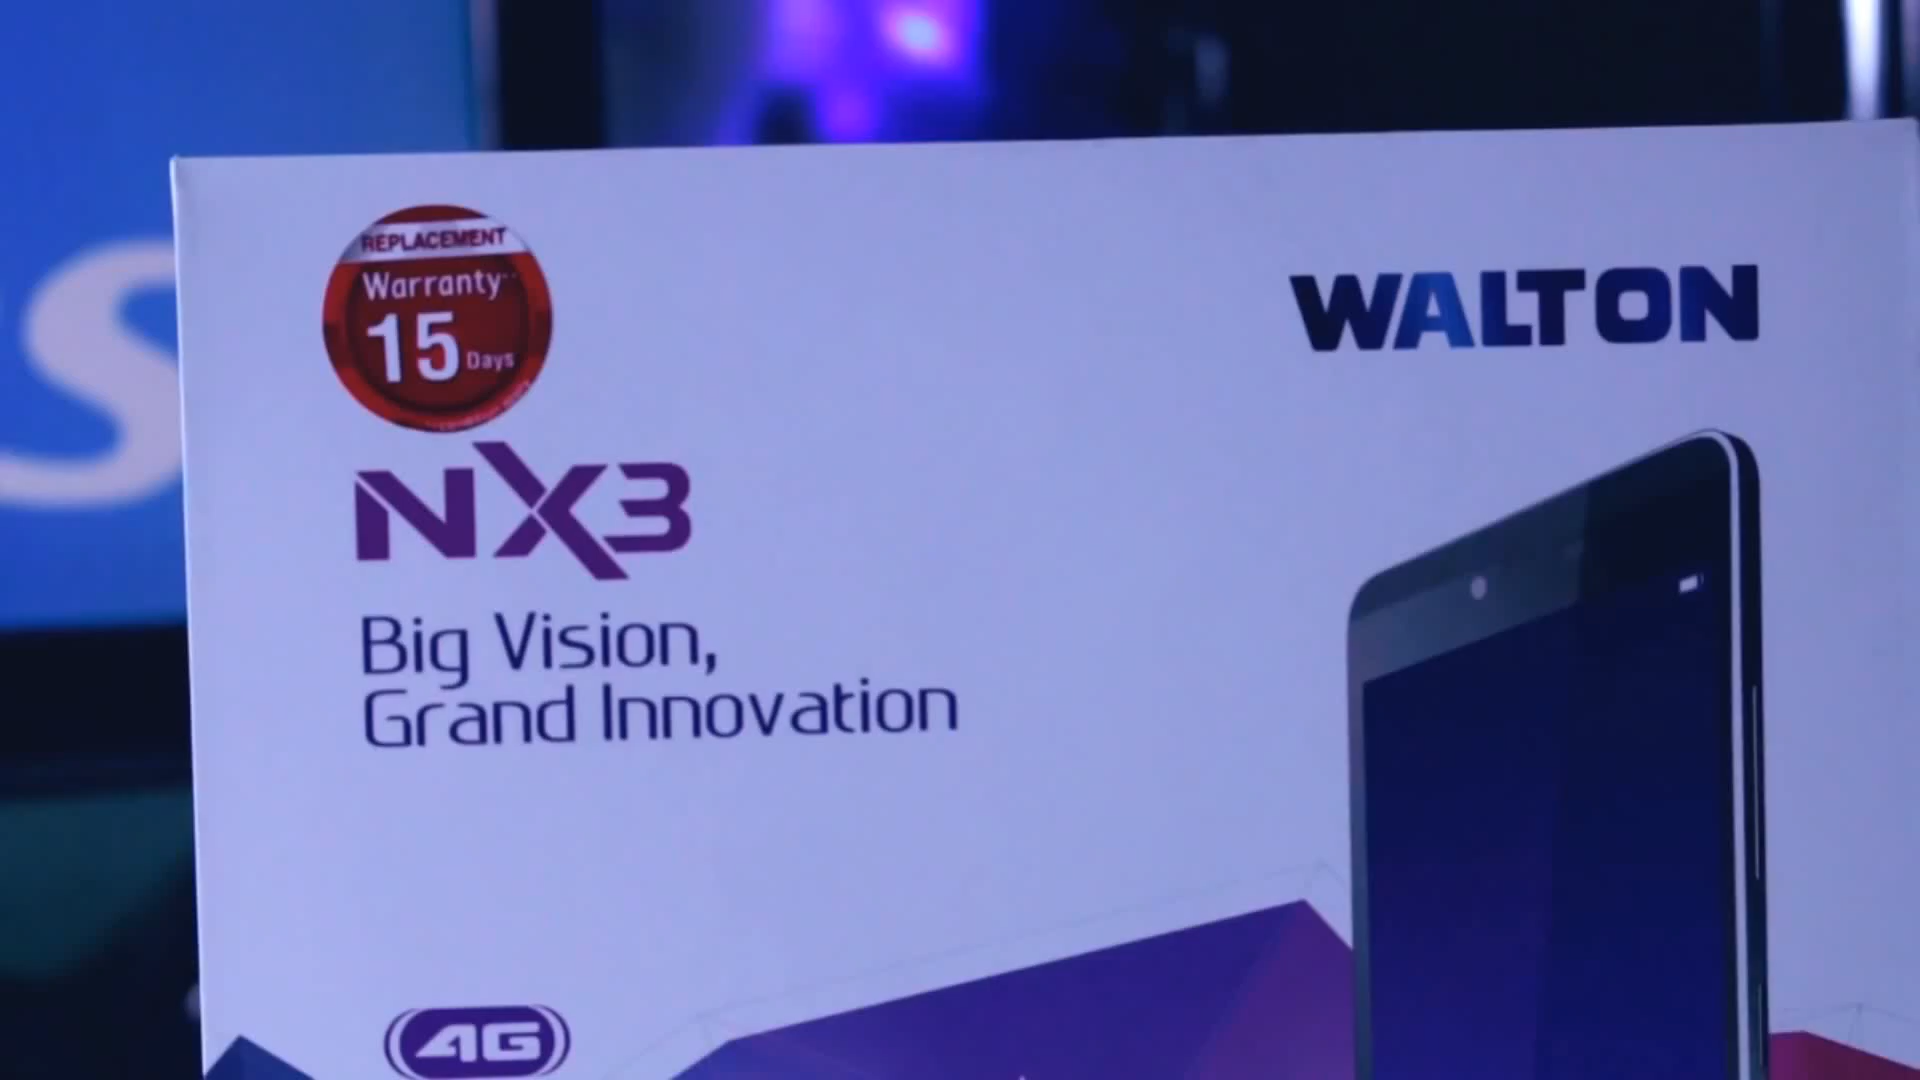 REPLACEMENT
Warranty**
15 Days
WALTON
NX3
Big Vision,
Grand Innovation
4G